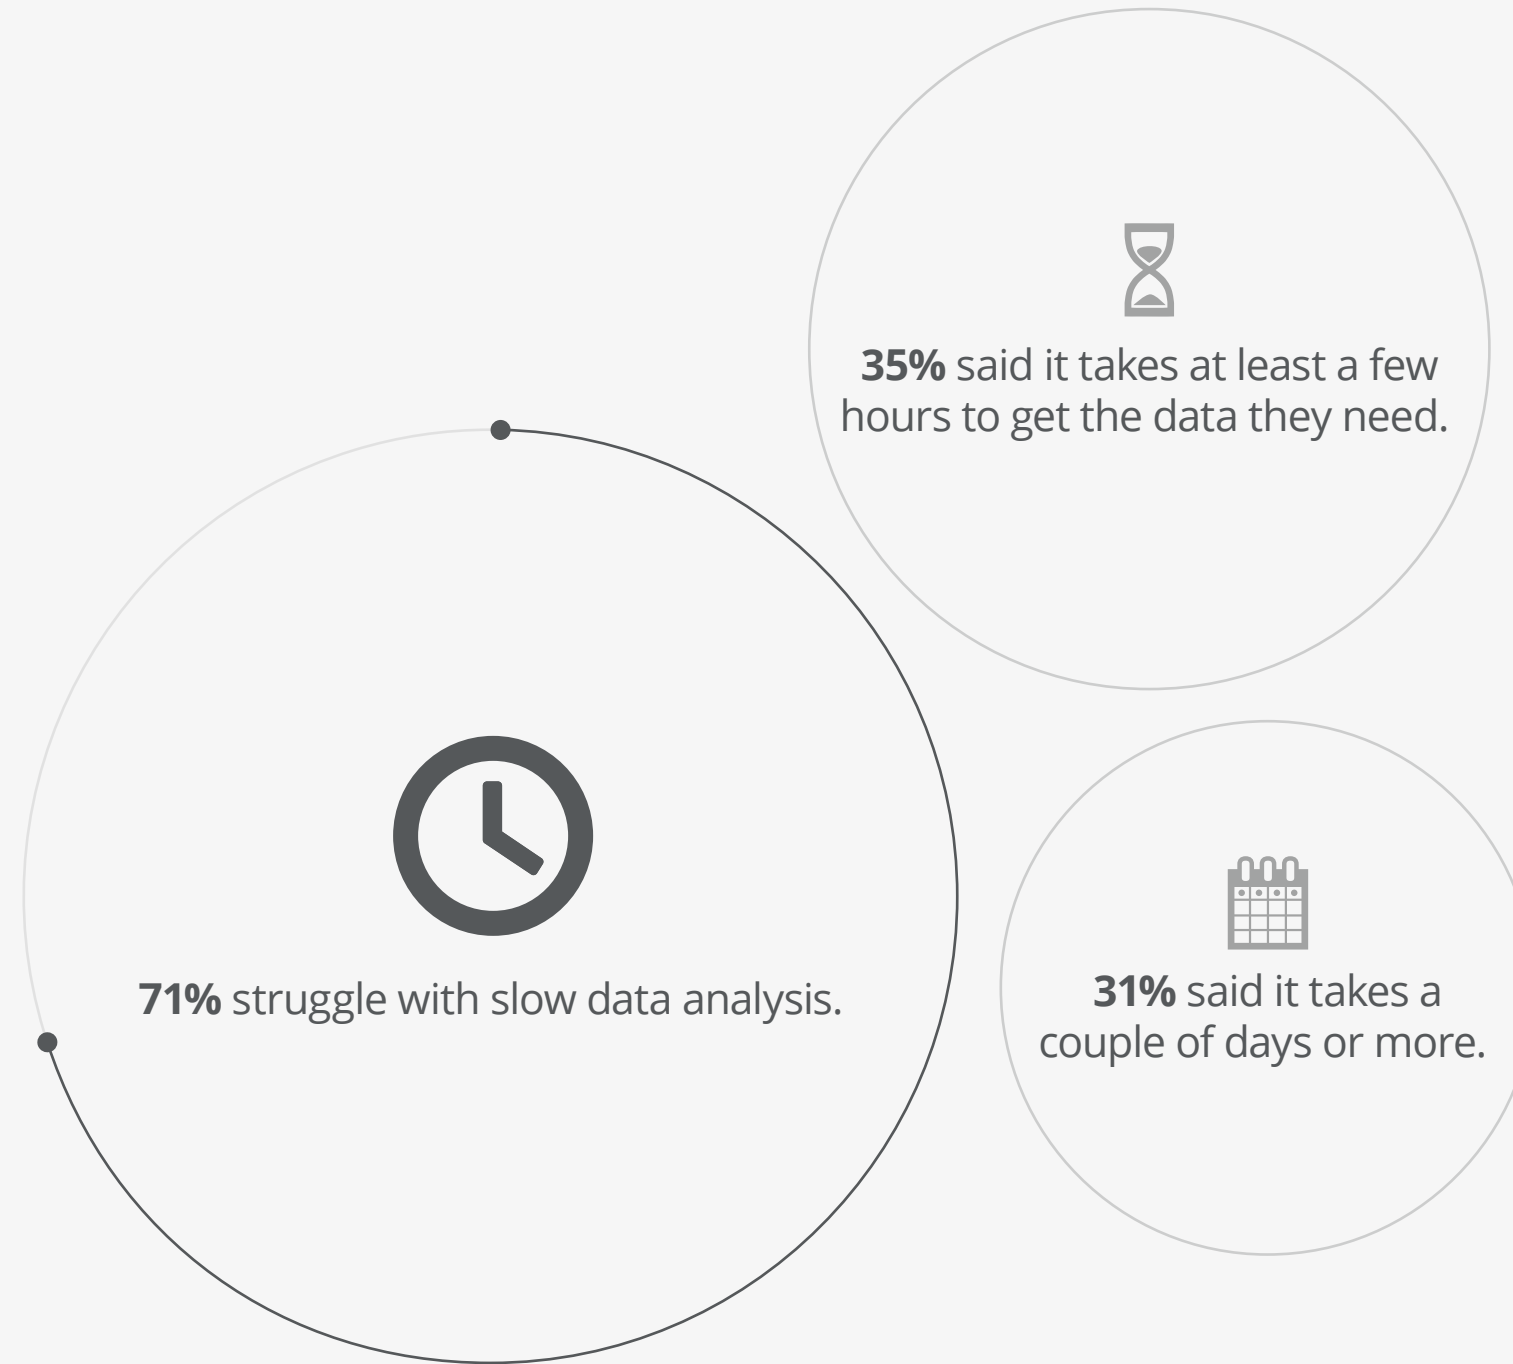 35% said it takes at least a few
hours to get the data they need.
71% struggle with slow data analysis.
31% said it takes a
couple of days or more.